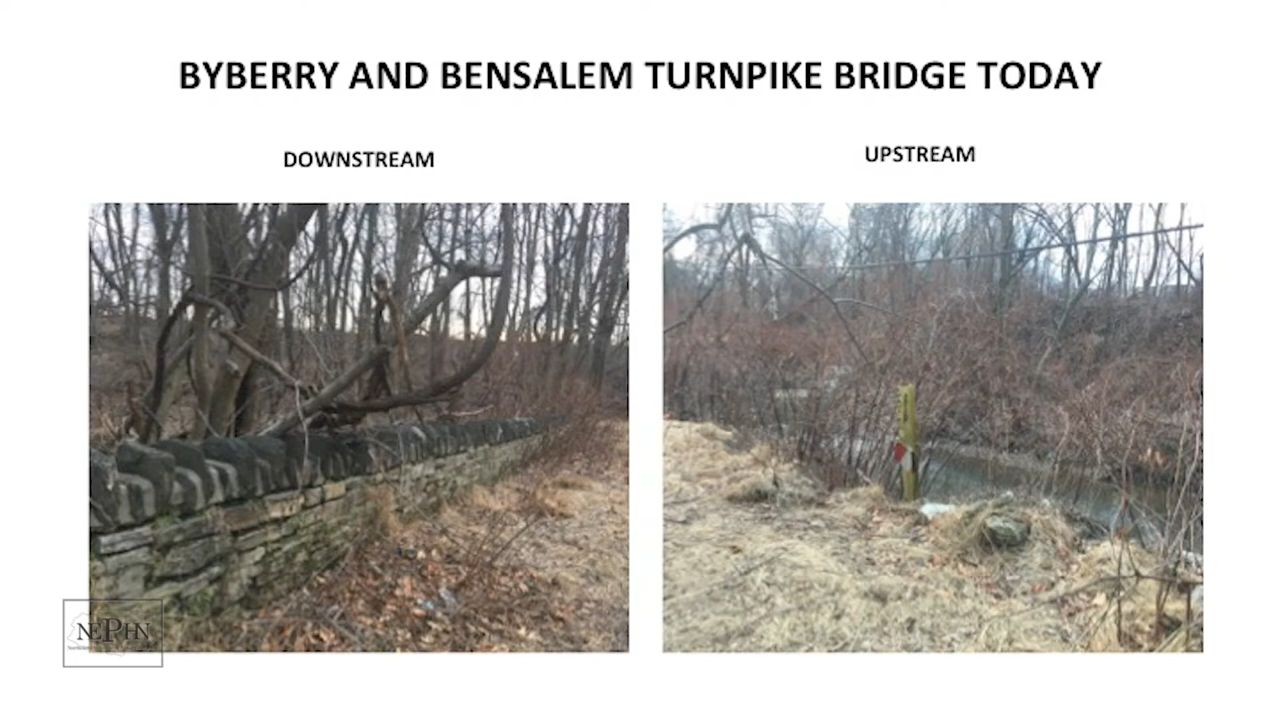 BYBERRY AND BENSALEM TURNPIKE BRIDGE TODAY
DOWNSTREAM
UPSTREAM
NEPHN